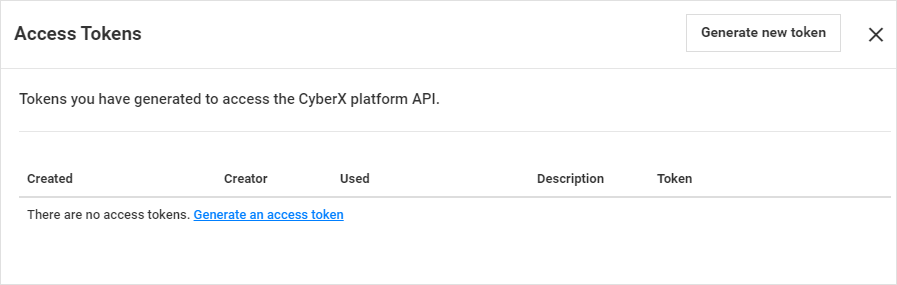 Access Tokens
Generate new token
Tokens you have generated to access the CyberX platform API.
Created Creator Used Description Token
There are no access tokens. Generate an access token